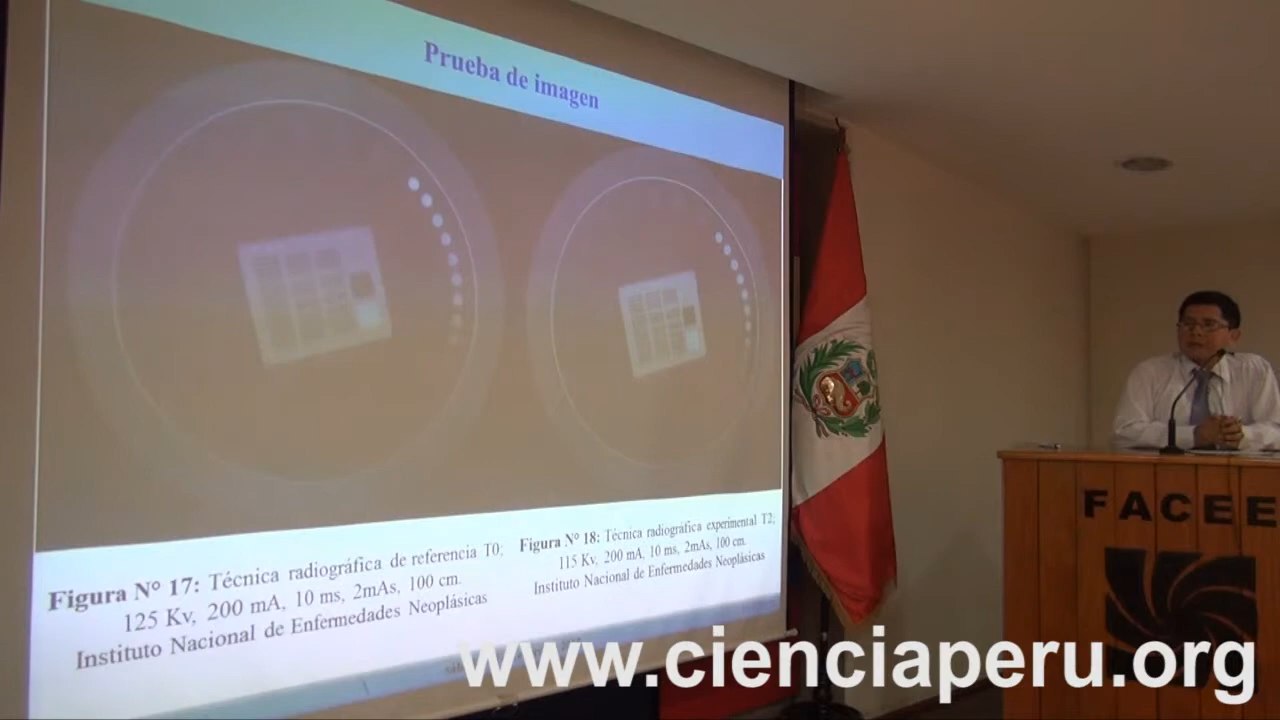 Prueba de imagen
Figura N° 17: Técnica radiográfica de referencia T0;
125 Kv, 200 mA, 10 ms, 2mAs, 100 cm.
Instituto Nacional de Enfermedades Neoplásicas
Figura N° 18: Técnica radiográfica experimental T2;
115 Kv, 200 mA, 10 ms, 2mAs, 100 cm.
Instituto Nacional de Enfermedades Neoplásicas
FACEE
www.cienciaperu.org